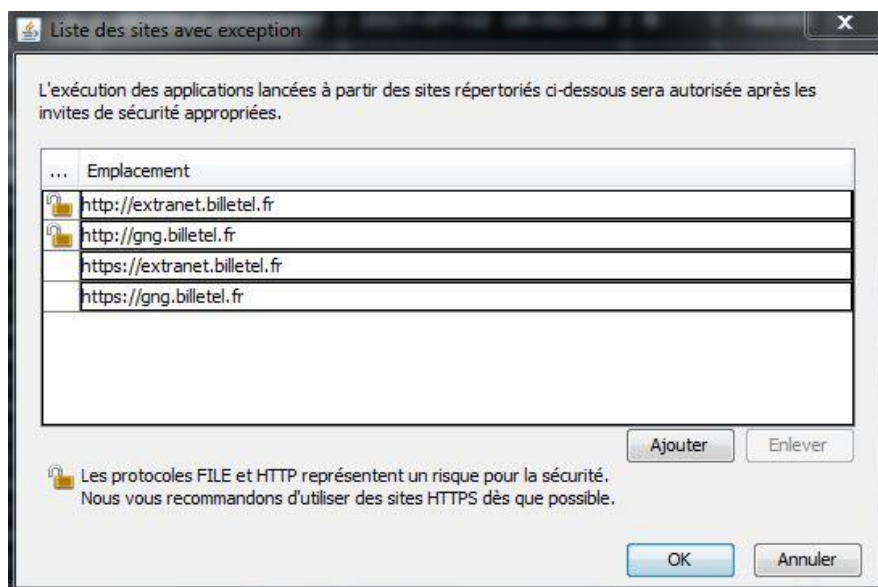 Liste des sites avec exception
X
L'exécution des applications lancées à partir des sites répertoriés ci-dessous sera autorisée après les
invites de sécurité appropriées.
... Emplacement
http://extranet.billetel.fr
http://gng.billetel.fr
https://extranet.billetel.fr
https://gng.billetel.fr
Ajouter Enlever
Les protocoles FILE et HTTP représentent un risque pour la sécurité.
Nous vous recommandons d'utiliser des sites HTTPS dès que possible.
OK Annuler